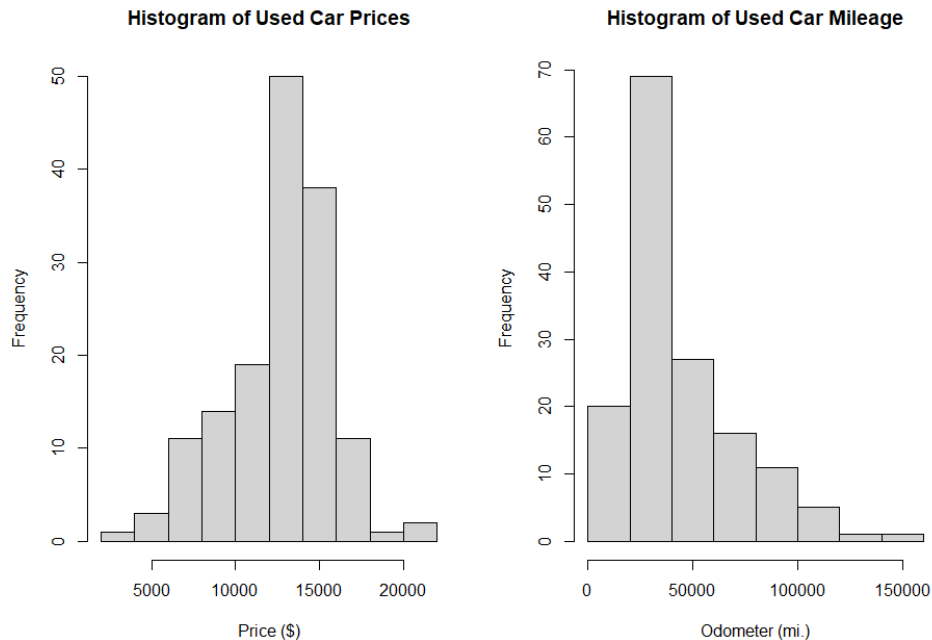 Histogram of Used Car Prices
Frequency
50
40
30
20
10
0
5000 10000 15000 20000
Price ($)
Histogram of Used Car Mileage
Frequency
70
60
50
40
30
20
10
0
0 50000 100000 150000
Odometer (mi.)